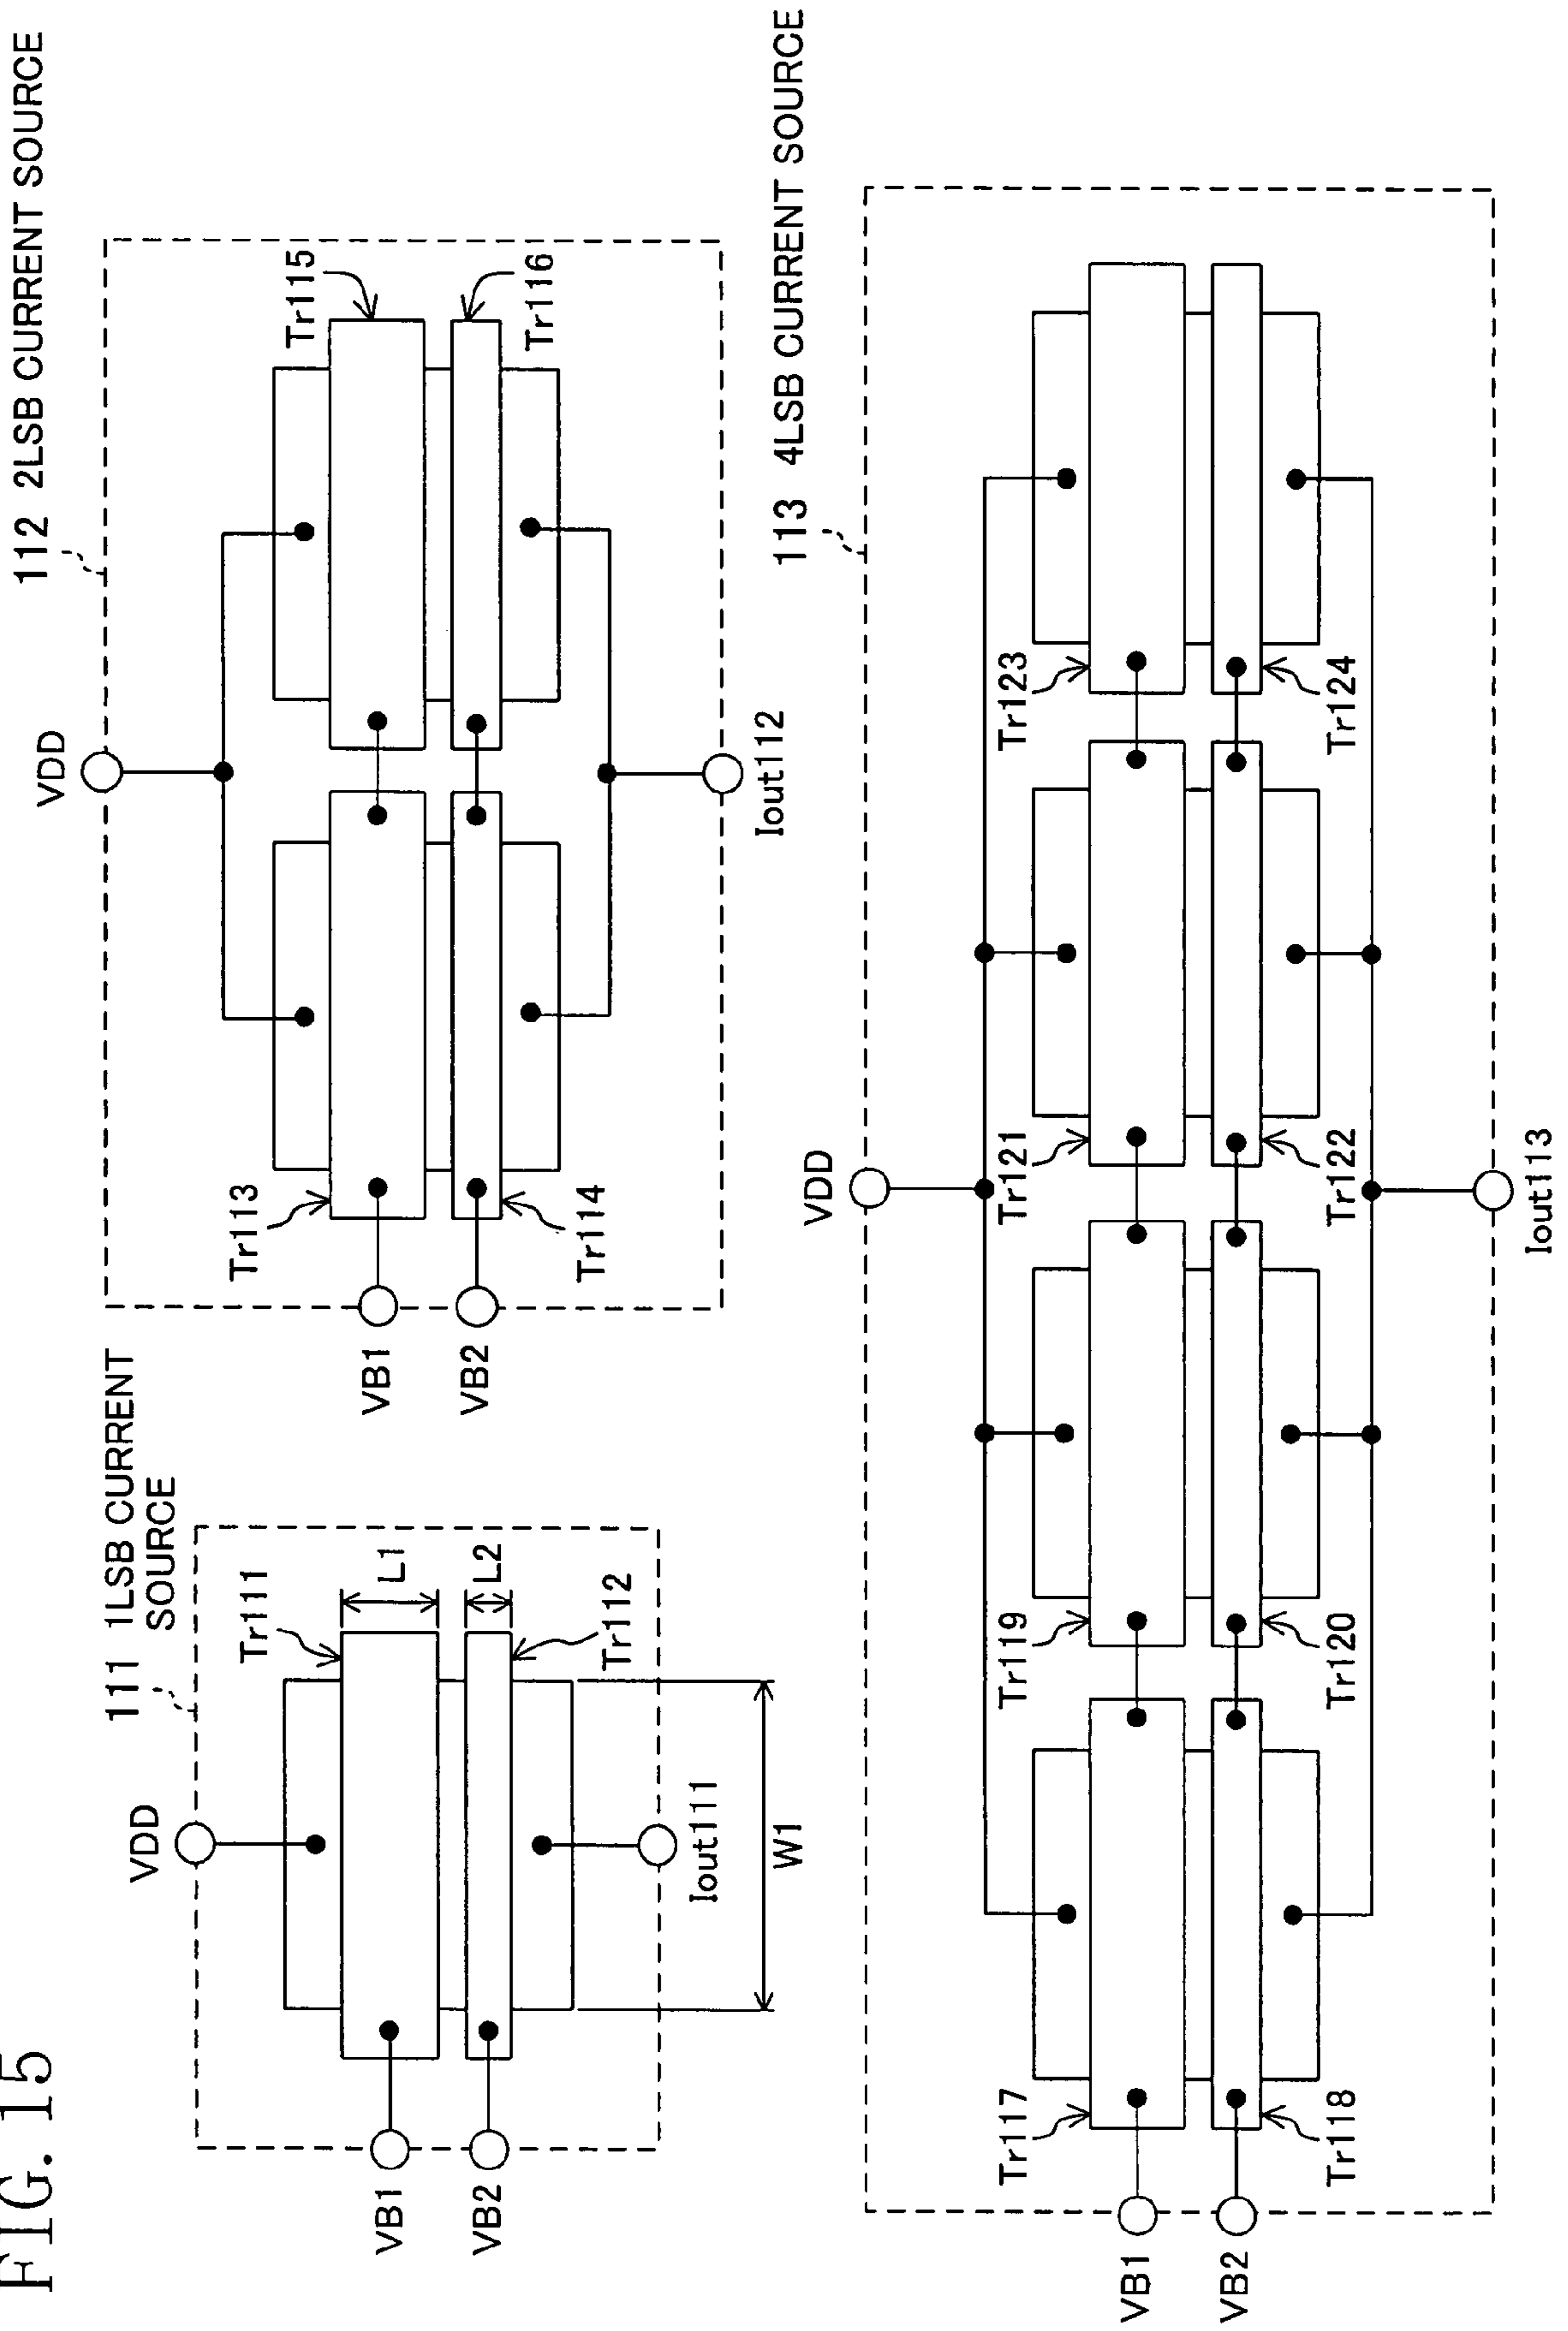 FIG. 15
111 1LSB CURRENT
SOURCE
VDD
Tr111
L1
VB1
VB2
L2
Tr112
Iout111
W1
112 2LSB CURRENT SOURCE
VDD
Tr113
Tr115
VB1
VB2
Tr114
Tr116
Iout112
113 4LSB CURRENT SOURCE
VDD
Tr117
Tr119
Tr121
Tr123
VB1
VB2
Tr118
Tr120
Tr122
Tr124
Iout113